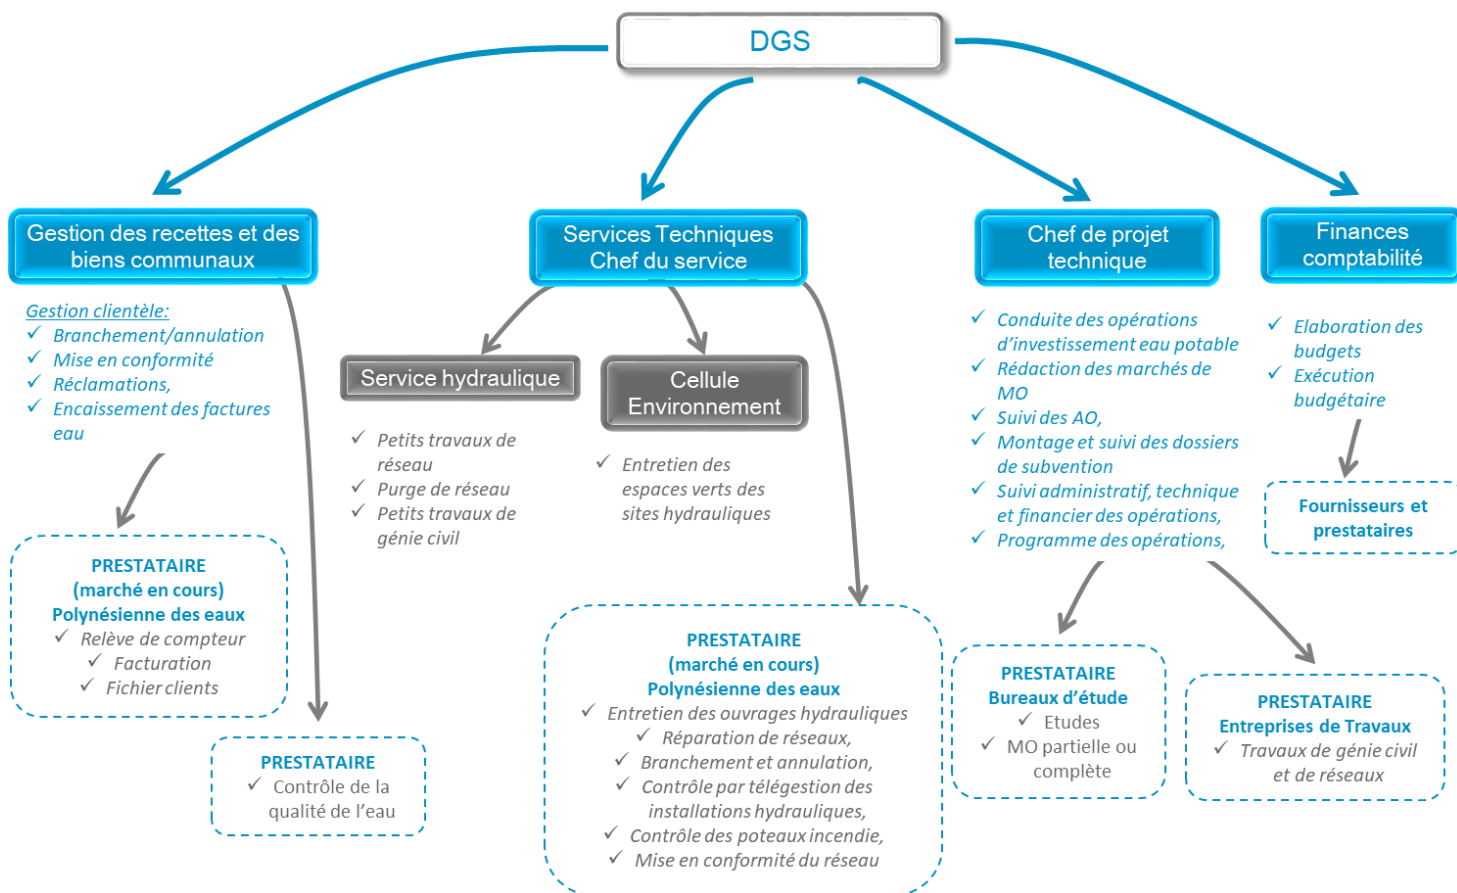 DGS
Gestion des recettes et des
biens communaux
Gestion clientèle:
✓ Branchement/annulation
✓ Mise en conformité
✓ Réclamations,
✓ Encaissement des factures
eau
PRESTATAIRE
(marché en cours)
Polynésienne des eaux
✓ Relève de compteur
✓ Facturation
✓ Fichier clients
PRESTATAIRE
✓ Contrôle de la
qualité de l’eau
Services Techniques
Chef du service
Service hydraulique
✓ Petits travaux de
réseau
✓ Purge de réseau
✓ Petits travaux de
génie civil
Cellule
Environnement
✓ Entretien des
espaces verts des
sites hydrauliques
PRESTATAIRE
(marché en cours)
Polynésienne des eaux
✓ Entretien des ouvrages hydrauliques
✓ Réparation de réseaux,
✓ Branchement et annulation,
✓ Contrôle par télégestion des
installations hydrauliques,
✓ Contrôle des poteaux incendie,
✓ Mise en conformité du réseau
Chef de projet
technique
✓ Conduite des opérations
d’investissement eau potable
✓ Rédaction des marchés de
MO
✓ Suivi des AO,
✓ Montage et suivi des dossiers
de subvention
✓ Suivi administratif, technique
et financier des opérations,
✓ Programme des opérations,
PRESTATAIRE
Bureaux d’étude
✓ Etudes
✓ MO partielle ou
complète
PRESTATAIRE
Entreprises de Travaux
✓ Travaux de génie civil
et de réseaux
Finances
comptabilité
✓ Elaboration des
budgets
✓ Exécution
budgétaire
Fournisseurs et
prestataires